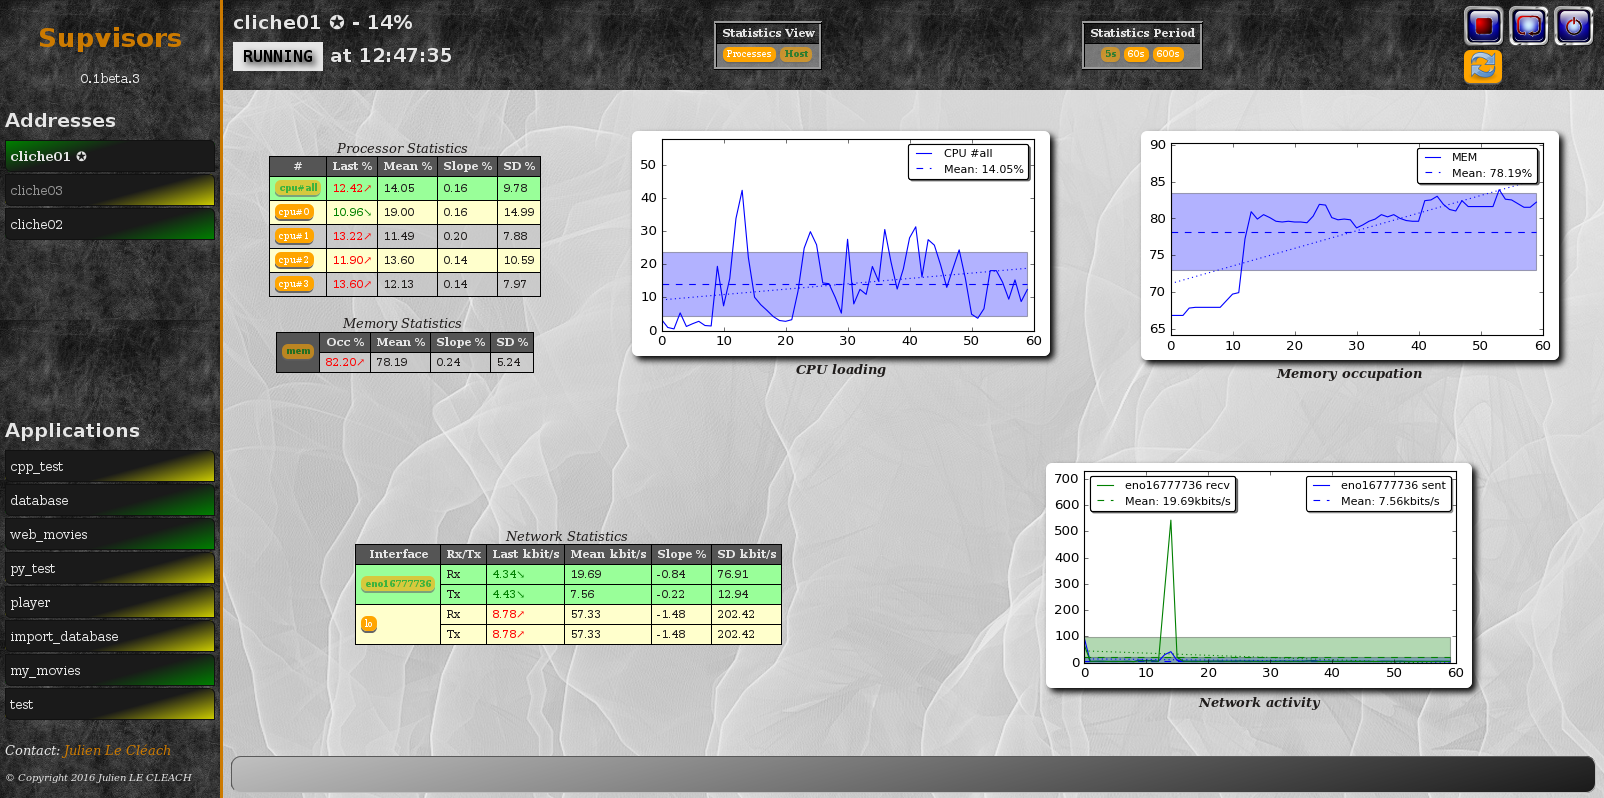 Supvisors
0.1beta.3
Addresses
cliche01 ✪
cliche03
cliche02
Applications
cpp_test
database
web_movies
py_test
player
import_database
my_movies
test
Contact: Julien Le Cléach
© Copyright 2016 Julien LE CLEACH
cliche01 ✪ - 14%
RUNNING at 12:47:35
Statistics View
Processes Host
Statistics Period
5s 60s 600s
Processor Statistics
# Last % Mean % Slope % SD %
cpu#all 12.42↗ 14.05 0.16 9.78
cpu#0 10.96↘ 19.00 0.16 14.99
cpu#1 13.22↗ 11.49 0.20 7.88
cpu#2 11.90↗ 13.60 0.14 10.59
cpu#3 13.60↗ 12.13 0.14 7.97
Memory Statistics
mem Occ % Mean % Slope % SD %
82.20↗ 78.19 0.24 5.24
CPU #all
Mean: 14.05%
50
40
30
20
10
0
0 10 20 30 40 50 60
CPU loading
MEM
Mean: 78.19%
90
85
80
75
70
65
0 10 20 30 40 50 60
Memory occupation
Network Statistics
Interface Rx/Tx Last kbit/s Mean kbit/s Slope % SD kbit/s
eno16777736 Rx 4.34↘ 19.69 -0.84 76.91
Tx 4.43↘ 7.56 -0.22 12.94
lo Rx 8.78↗ 57.33 -1.48 202.42
Tx 8.78↗ 57.33 -1.48 202.42
eno16777736 recv
Mean: 19.69kbits/s
eno16777736 sent
Mean: 7.56kbits/s
700
600
500
400
300
200
100
0
0 10 20 30 40 50 60
Network activity